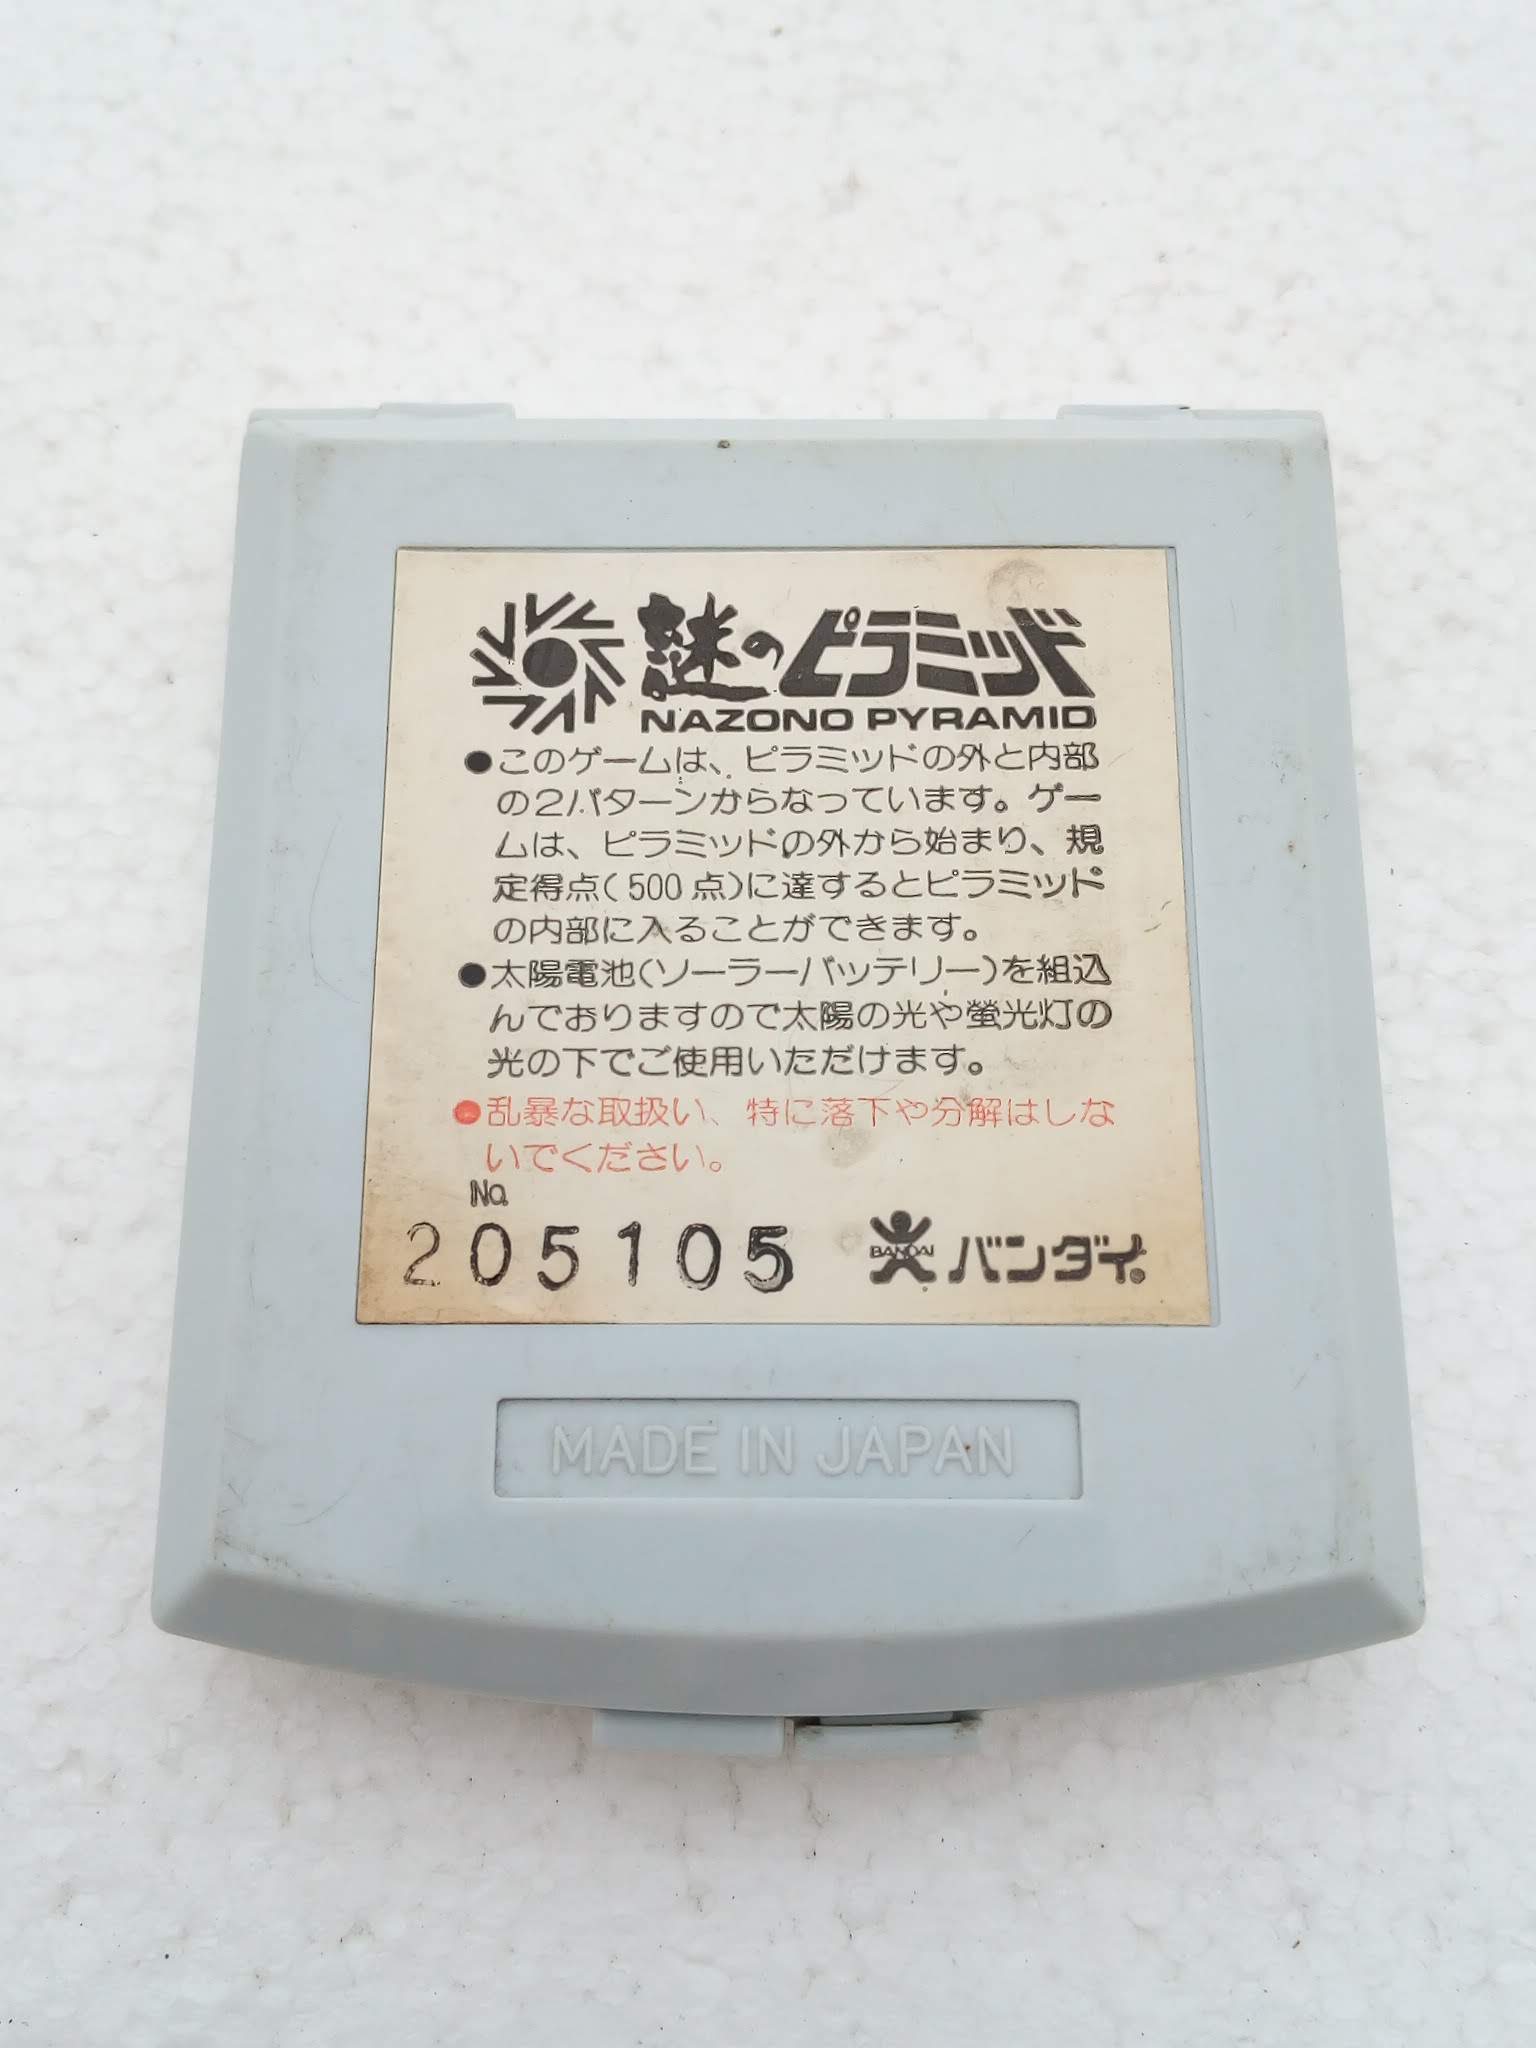 謎のピラミッド
NAZONO PYRAMID
●このゲームは、ピラミッドの外と内部
の2パターンからなっています。ゲー
ムは、ピラミッドの外から始まり、規
定得点(500点)に達するとピラミッド
の内部に入ることができます。
●太陽電池(ソーラーバッテリー)を組込
んでおりますので太陽の光や螢光灯の
光の下でご使用いただけます。
●乱暴な取扱い、特に落下や分解はしな
いでください。
No.
205105
BANDAI バンダイ
MADE IN JAPAN